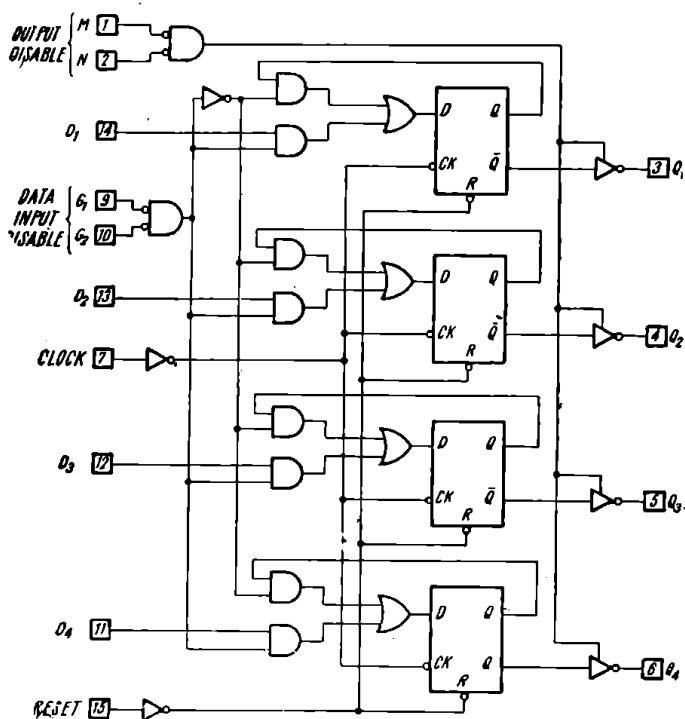 OUTPUT DISABLE
M 1
N 2
D1 14
DATA INPUT DISABLE
G1 9
G2 10
D2 13
CLOCK 7
D3 12
D4 11
RESET 15
D Q
CK Q̅
R
3 Q1
D Q
CK Q̅
R
4 Q2
D Q
CK Q̅
R
5 Q3
D Q
CK Q
R
6 Q4